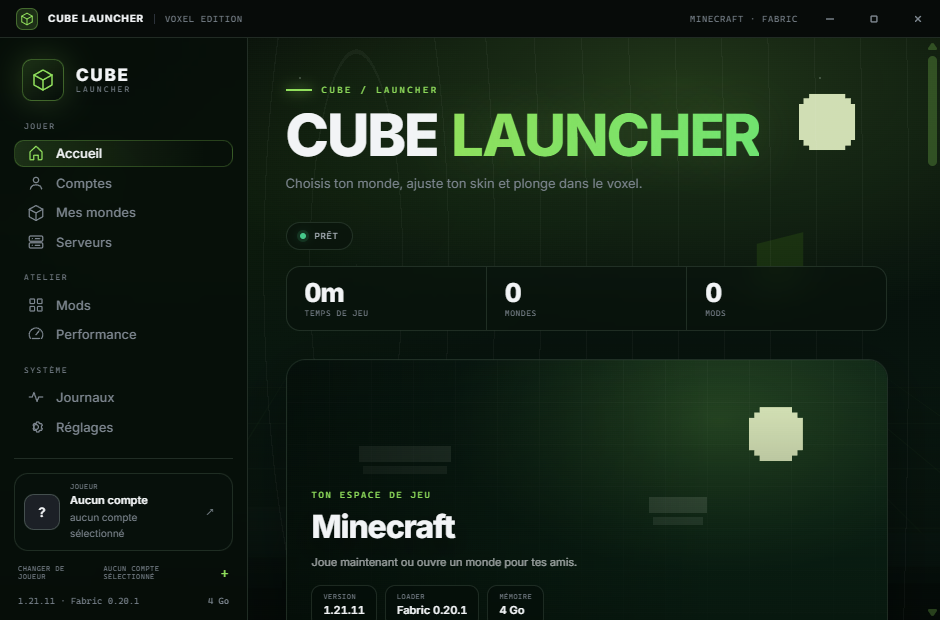 CUBE LAUNCHER | VOXEL EDITION
MINECRAFT · FABRIC
CUBE
LAUNCHER
JOUER
Accueil
Comptes
Mes mondes
Serveurs
ATELIER
Mods
Performance
SYSTÈME
Journaux
Réglages
?
JOUEUR
Aucun compte
aucun compte
sélectionné
↗
CHANGER DE
JOUEUR
AUCUN COMPTE
SÉLECTIONNÉ
+
1.21.11 · Fabric 0.20.1
4 Go
CUBE / LAUNCHER
CUBE LAUNCHER
Choisis ton monde, ajuste ton skin et plonge dans le voxel.
PRÊT
0m
TEMPS DE JEU
0
MONDES
0
MODS
TON ESPACE DE JEU
Minecraft
Joue maintenant ou ouvre un monde pour tes amis.
VERSION
1.21.11
LOADER
Fabric 0.20.1
MÉMOIRE
4 Go